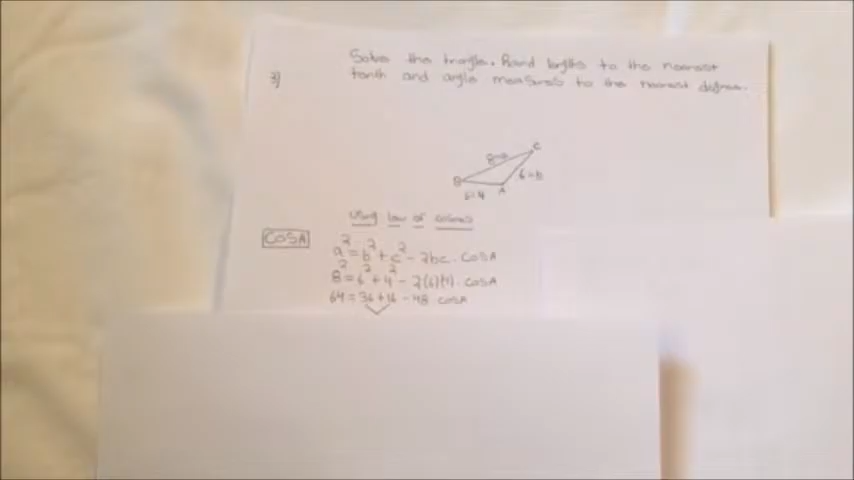 2)
Solve the triangle. Round lengths to the nearest
tenth and angle measures to the nearest degree.
C
8=a
B
6=b
A
c=4
Using law of cosines
COSA
a² = b² + c² - 2bc . COSA
8² = 6² + 4² - 2(6)(4) . COSA
64 = 36 + 16 - 48 COSA